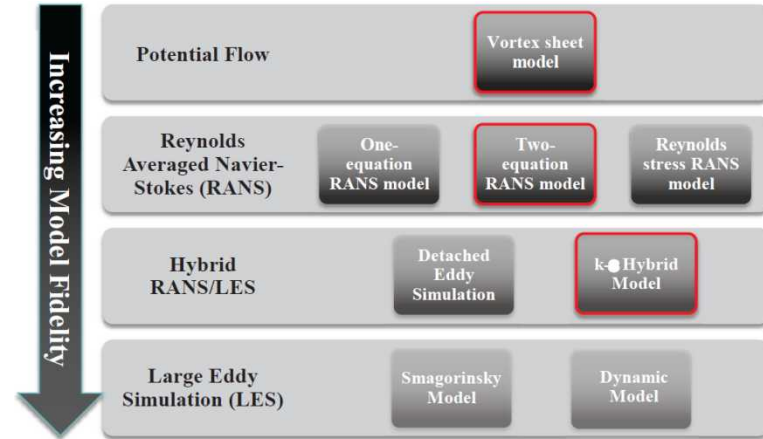 Increasing Model Fidelity
Potential Flow
Vortex sheet
model
Reynolds
Averaged Navier-
Stokes (RANS)
One-
equation
RANS model
Two-
equation
RANS model
Reynolds
stress RANS
model
Hybrid
RANS/LES
Detached
Eddy
Simulation
Hybrid
Model
Large Eddy
Simulation (LES)
Smagorinsky
Model
Dynamic
Model